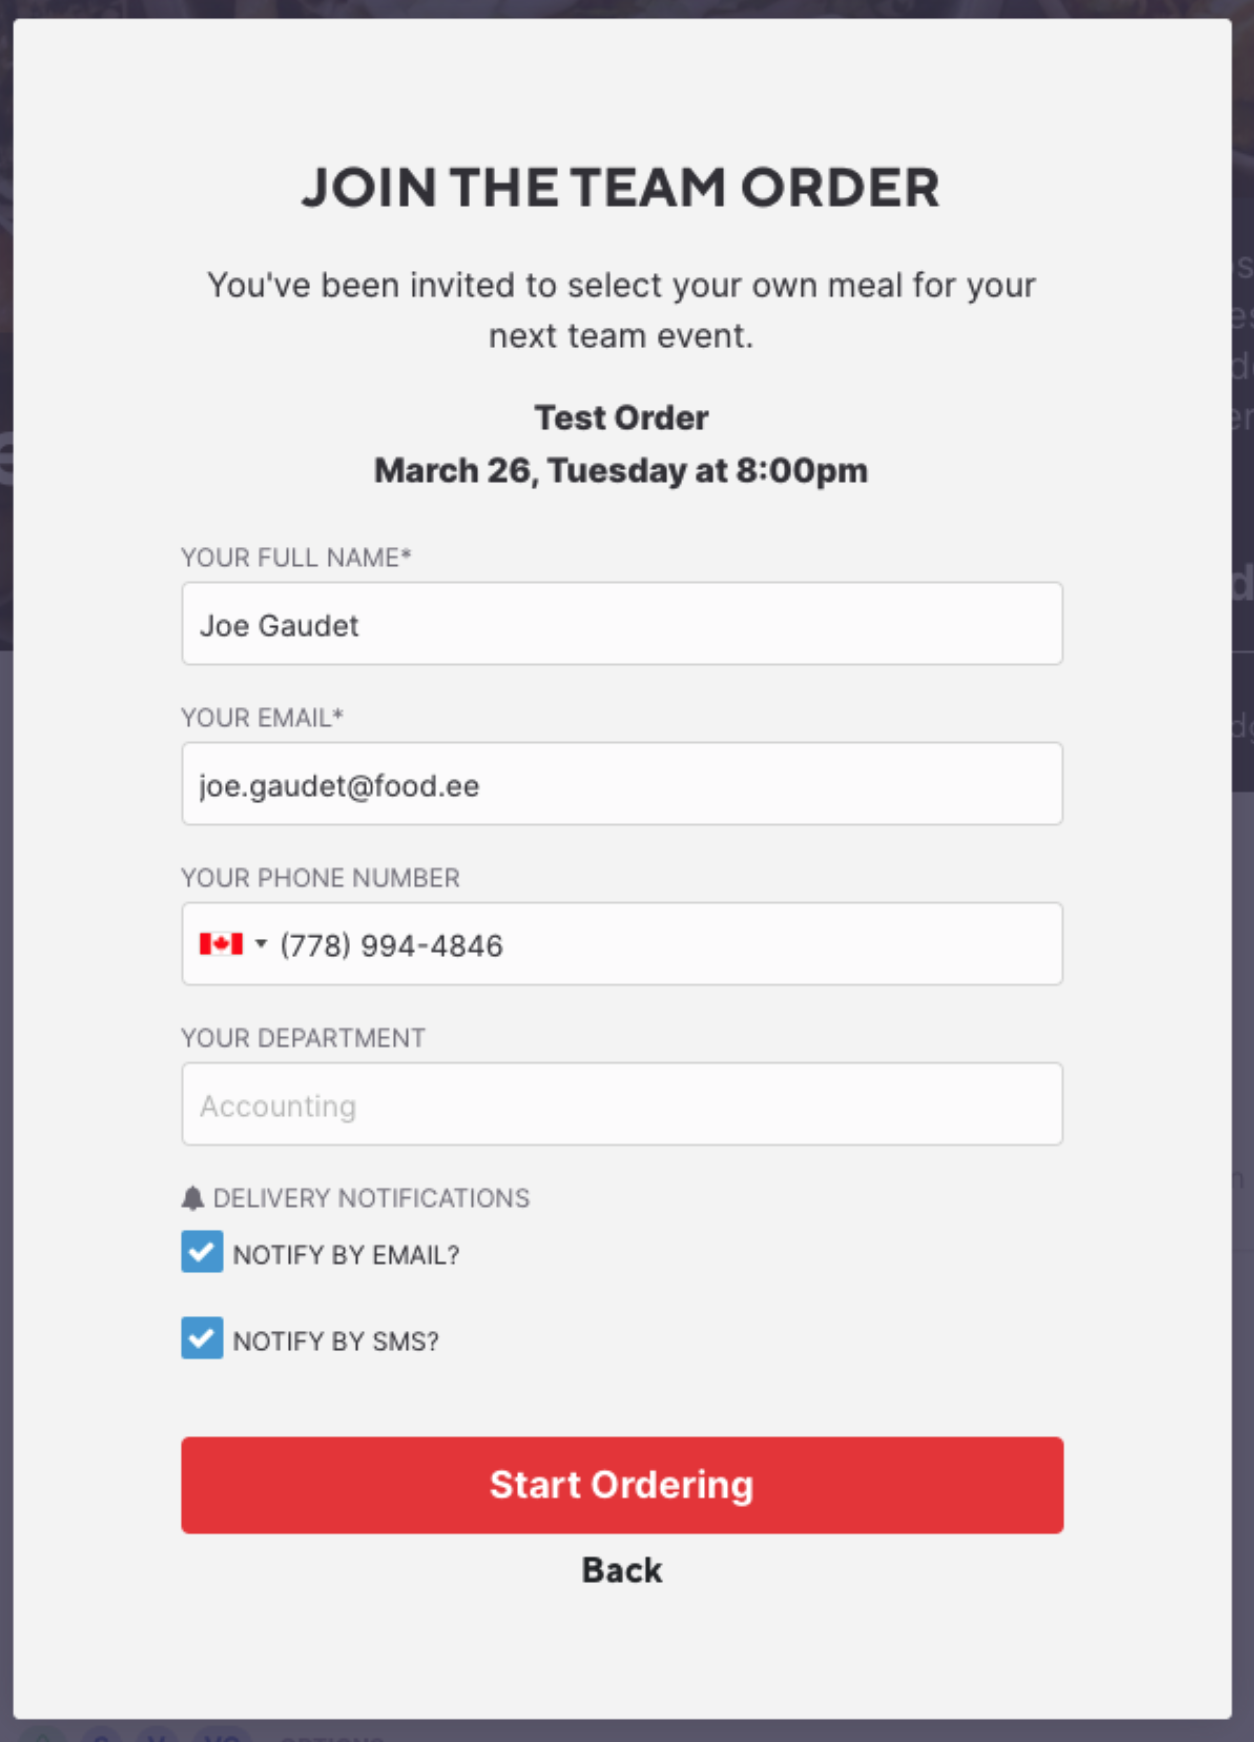 JOIN THE TEAM ORDER
You've been invited to select your own meal for your
next team event.
Test Order
March 26, Tuesday at 8:00pm
YOUR FULL NAME*
Joe Gaudet
YOUR EMAIL*
joe.gaudet@food.ee
YOUR PHONE NUMBER
(778) 994-4846
YOUR DEPARTMENT
Accounting
DELIVERY NOTIFICATIONS
NOTIFY BY EMAIL?
NOTIFY BY SMS?
Start Ordering
Back